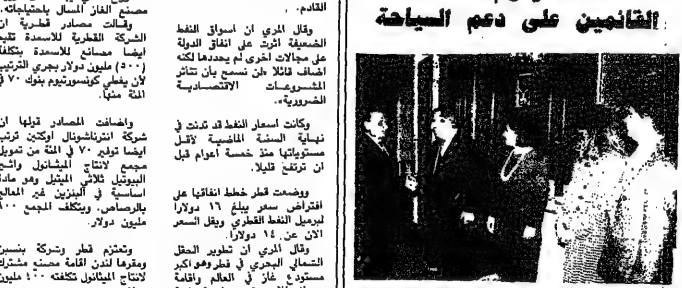 القائمين على دعم السياحة
القادم.
وقال المري ان اسواق النفط
الضعيفة اثرت على انفاق الدولة
على مجالات اخرى لم يحددها لكنه
اضاف قائلا «لن نسمح بأن تتأثر
المشروعات الاقتصادية
الضرورية».
وكانت اسعار النفط قد تدنت في
نهاية السنة الماضية لأقل
مستوياتها منذ خمسة أعوام قبل
ان ترتفع قليلا.
ووضعت قطر خطط انفاقها على
أفتراض سعر يبلغ ١٦ دولارا
لبرميل النفط القطري ويقل السعر
الآن عن ١٤ دولارا.
وقال المري ان تطوير الحقل
الشمالي البحري في قطر وهو اكبر
مستودع غاز في العالم واقامة
مصنع الغاز المسال باحتياجاته.
وقالت مصادر قطرية ان
الشركة القطرية للاسمدة تقيم
ايضا مصانع للاسمدة بتكلفة
(٥٠٠) مليون دولار يجري الترتيب
لأن يغطي كونسورتيوم بنوك ٧٠ في
المئة منها.
واضافت المصادر قولها ان
شركة انترناشونال اوكتين ترتب
ايضا توفير ٧٠ في المئة من تمويل
مجمع لانتاج الميثانول واثير
البيوتيل ثلاثي الميثيل وهو مادة
اساسية في البنزين غير المعالج
بالرصاص. ويتكلف المجمع
مليون دولار.
وتعتزم قطر وشركة بنسبن
ومقرها لندن اقامة مصنع مشترك
لانتاج الميثانول تكلفته ٤٠٠ مليون